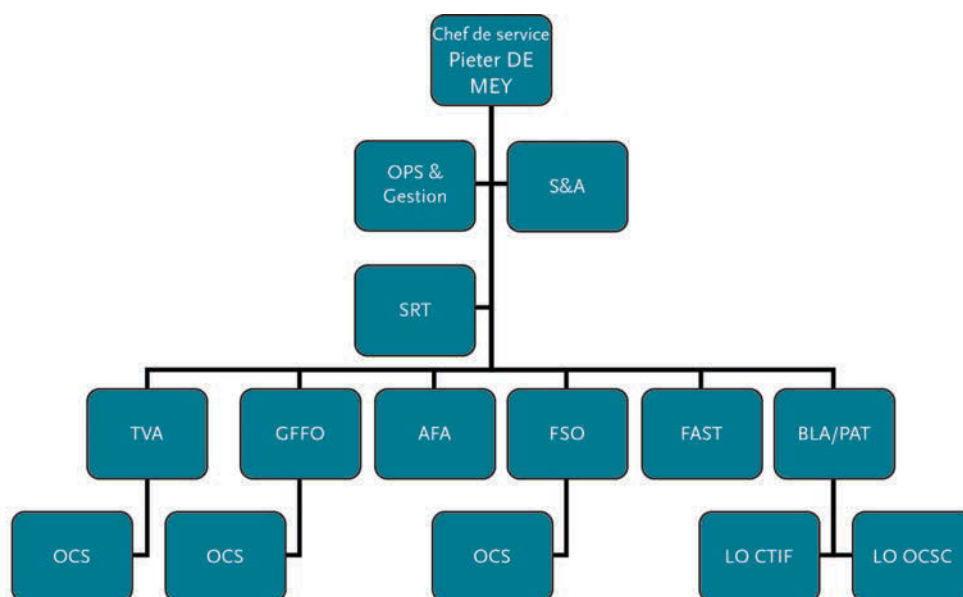 Chef de service
Pieter DE
MEY
OPS &
Gestion
S&A
SRT
TVA
GFFO
AFA
FSO
FAST
BLA/PAT
OCS
OCS
OCS
LO CTIF
LO OCSC